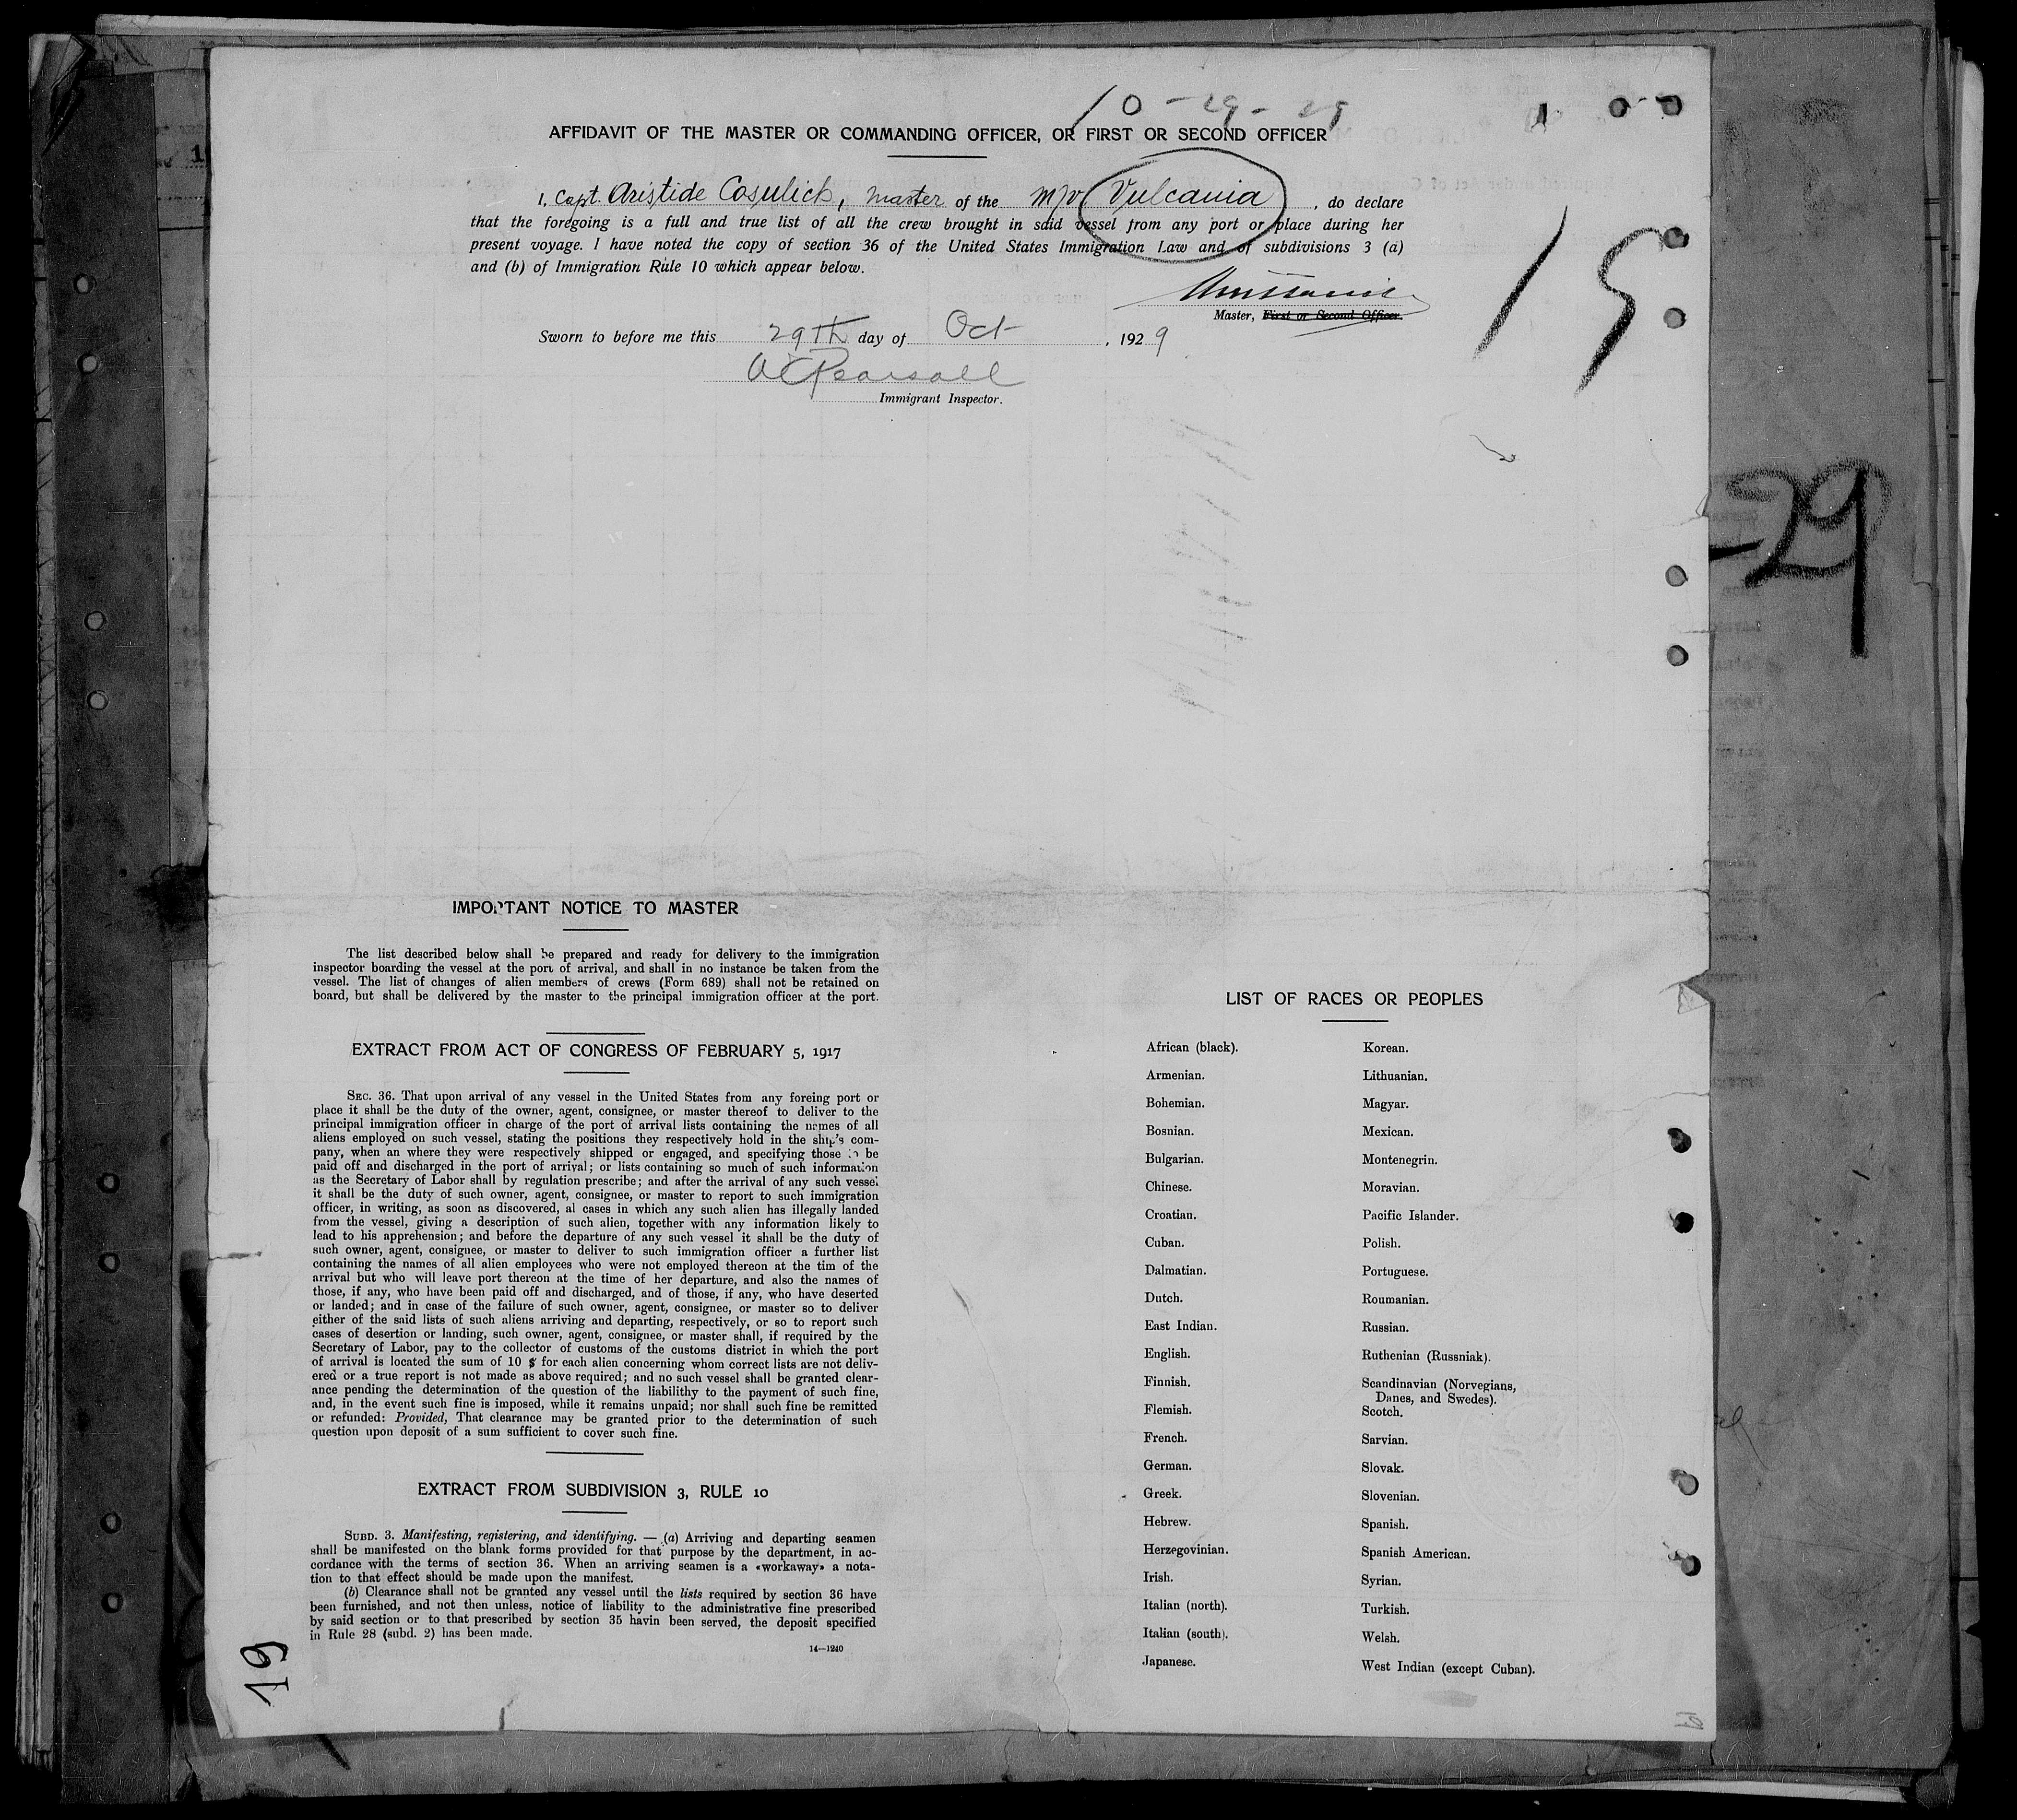 10-29-29
AFFIDAVIT OF THE MASTER OR COMMANDING OFFICER, OR FIRST OR SECOND OFFICER
I, Capt. Aristide Cosulich, Master of the M/V Vulcania, do declare
that the foregoing is a full and true list of all the crew brought in said vessel from any port or place during her
present voyage. I have noted the copy of section 36 of the United States Immigration Law and of subdivisions 3 (a)
and (b) of Immigration Rule 10 which appear below.
Master, First or Second Officer.
Sworn to before me this 29th day of Oct, 1929
Pearsall
Immigrant Inspector.
19
-29
IMPORTANT NOTICE TO MASTER
The list described below shall be prepared and ready for delivery to the immigration
inspector boarding the vessel at the port of arrival, and shall in no instance be taken from the
vessel. The list of changes of alien members of crews (Form 689) shall not be retained on
board, but shall be delivered by the master to the principal immigration officer at the port.
EXTRACT FROM ACT OF CONGRESS OF FEBRUARY 5, 1917
SEC. 36. That upon arrival of any vessel in the United States from any foreing port or
place it shall be the duty of the owner, agent, consignee, or master thereof to deliver to the
principal immigration officer in charge of the port of arrival lists containing the names of all
aliens employed on such vessel, stating the positions they respectively hold in the ship's com-
pany, when an where they were respectively shipped or engaged, and specifying those to be
paid off and discharged in the port of arrival; or lists containing so much of such information
as the Secretary of Labor shall by regulation prescribe; and after the arrival of any such vessel
it shall be the duty of such owner, agent, consignee, or master to report to such immigration
officer, in writing, as soon as discovered, al cases in which any such alien has illegally landed
from the vessel, giving a description of such alien, together with any information likely to
lead to his apprehension; and before the departure of any such vessel it shall be the duty of
such owner, agent, consignee, or master to deliver to such immigration officer a further list
containing the names of all alien employees who were not employed thereon at the tim of the
arrival but who will leave port thereon at the time of her departure, and also the names of
those, if any, who have been paid off and discharged, and of those, if any, who have deserted
or landed; and in case of the failure of such owner, agent, consignee, or master so to deliver
either of the said lists of such aliens arriving and departing, respectively, or so to report such
cases of desertion or landing, such owner, agent, consignee, or master shall, if required by the
Secretary of Labor, pay to the collector of customs of the customs district in which the port
of arrival is located the sum of 10 $ for each alien concerning whom correct lists are not deliv-
ered or a true report is not made as above required; and no such vessel shall be granted clear-
ance pending the determination of the question of the liabilithy to the payment of such fine,
and, in the event such fine is imposed, while it remains unpaid; nor shall such fine be remitted
or refunded: Provided, That clearance may be granted prior to the determination of such
question upon deposit of a sum sufficient to cover such fine.
EXTRACT FROM SUBDIVISION 3, RULE 10
SUBD. 3. Manifesting, registering, and identifying. — (a) Arriving and departing seamen
shall be manifested on the blank forms provided for that purpose by the department, in ac-
cordance with the terms of section 36. When an arriving seamen is a «workaway» a nota-
tion to that effect should be made upon the manifest.
(b) Clearance shall not be granted any vessel until the lists required by section 36 have
been furnished, and not then unless, notice of liability to the administrative fine prescribed
by said section or to that prescribed by section 35 havin been served, the deposit specified
in Rule 28 (subd. 2) has been made.
14—1240
19
LIST OF RACES OR PEOPLES
African (black).
Armenian.
Bohemian.
Bosnian.
Bulgarian.
Chinese.
Croatian.
Cuban.
Dalmatian.
Dutch.
East Indian.
English.
Finnish.
Flemish.
French.
German.
Greek.
Hebrew.
Herzegovinian.
Irish.
Italian (north).
Italian (south).
Japanese.
Korean.
Lithuanian.
Magyar.
Mexican.
Montenegrin.
Moravian.
Pacific Islander.
Polish.
Portuguese.
Roumanian.
Russian.
Ruthenian (Russniak).
Scandinavian (Norvegians,
Danes, and Swedes).
Scotch.
Sarvian.
Slovak.
Slovenian.
Spanish.
Spanish American.
Syrian.
Turkish.
Welsh.
West Indian (except Cuban).